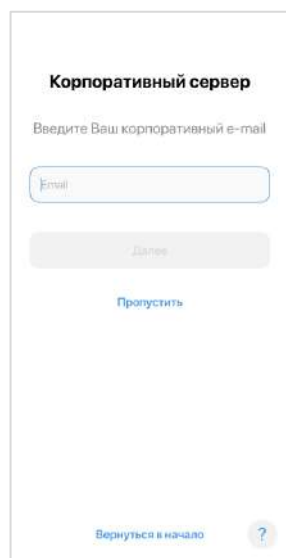 Корпоративный сервер
Введите Ваш корпоративный e-mail
Email
Далее
Пропустить
Вернуться в начало
?